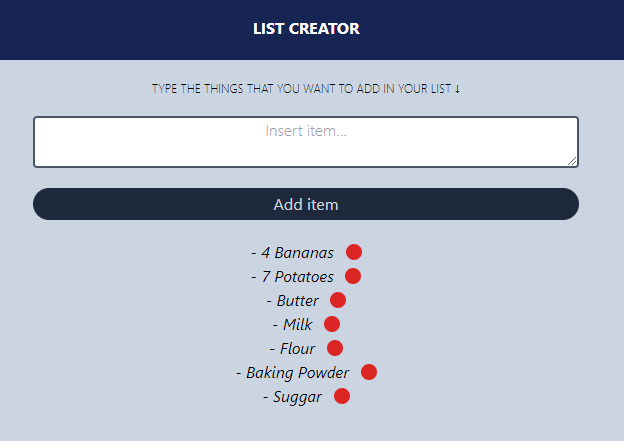 LIST CREATOR
TYPE THE THINGS THAT YOU WANT TO ADD IN YOUR LIST ↓
Insert item...
Add item
- 4 Bananas
- 7 Potatoes
- Butter
- Milk
- Flour
- Baking Powder
- Suggar